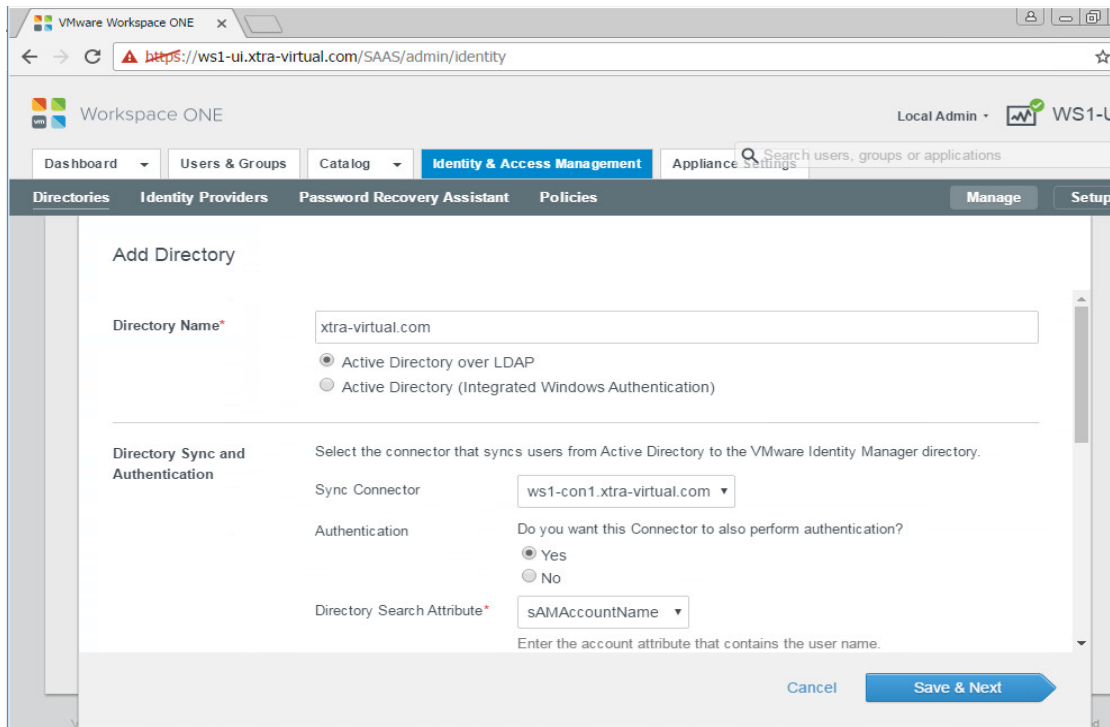 VMware Workspace ONE
https://ws1-ui.xtra-virtual.com/SAAS/admin/identity
vm Workspace ONE
Local Admin
Dashboard Users & Groups Catalog Identity & Access Management Appliance Settings
Search users, groups or applications
Directories Identity Providers Password Recovery Assistant Policies Manage Setup
Add Directory
Directory Name* xtra-virtual.com
Active Directory over LDAP
Active Directory (Integrated Windows Authentication)
Directory Sync and Authentication
Select the connector that syncs users from Active Directory to the VMware Identity Manager directory.
Sync Connector ws1-con1.xtra-virtual.com
Authentication Do you want this Connector to also perform authentication?
Yes
No
Directory Search Attribute* sAMAccountName
Enter the account attribute that contains the user name.
Cancel Save & Next